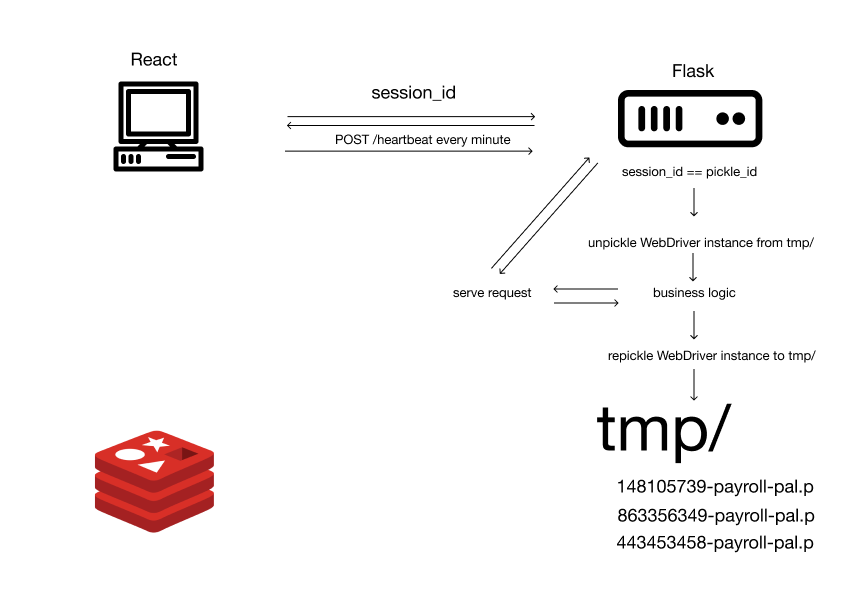 React
Flask
session_id
POST /heartbeat every minute
session_id == pickle_id
unpickle WebDriver instance from tmp/
serve request
business logic
repickle WebDriver instance to tmp/
tmp/
148105739-payroll-pal.p
863356349-payroll-pal.p
443453458-payroll-pal.p